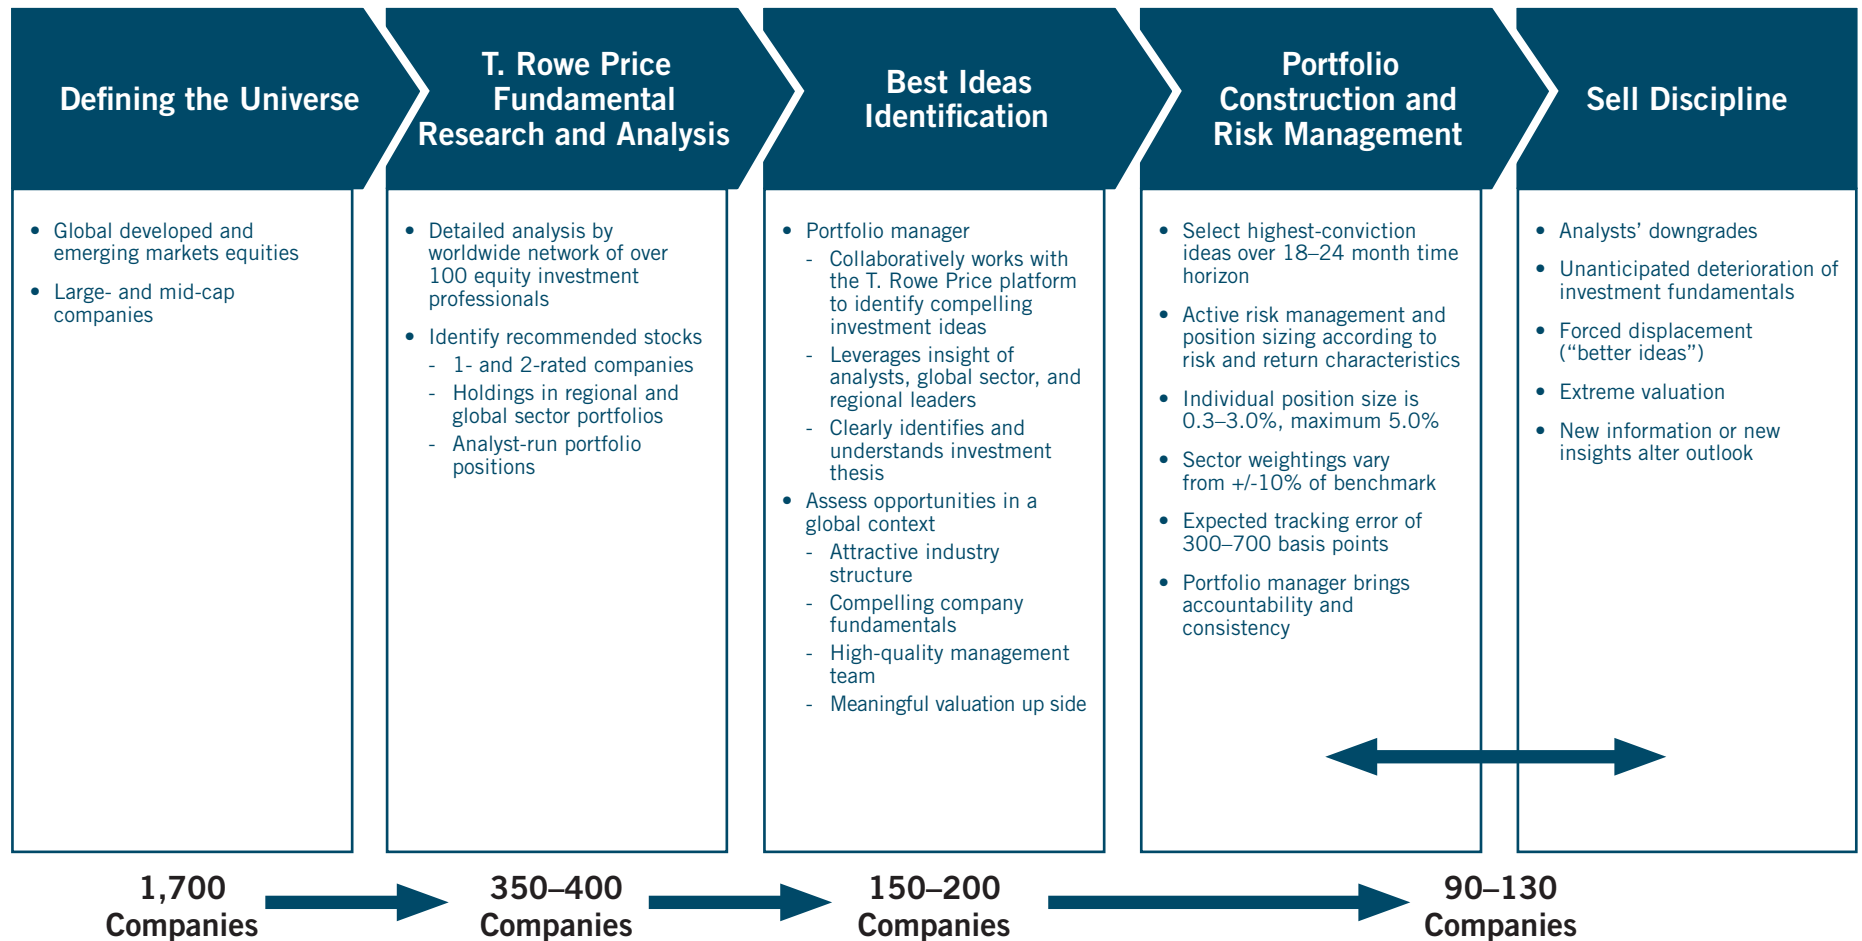 Defining the Universe
• Global developed and
emerging markets equities
• Large- and mid-cap
companies
T. Rowe Price
Fundamental
Research and Analysis
• Detailed analysis by
worldwide network of over
100 equity investment
professionals
• Identify recommended stocks
- 1- and 2-rated companies
- Holdings in regional and
global sector portfolios
- Analyst-run portfolio
positions
Best Ideas
Identification
• Portfolio manager
- Collaboratively works with
the T. Rowe Price platform
to identify compelling
investment ideas
- Leverages insight of
analysts, global sector, and
regional leaders
- Clearly identifies and
understands investment
thesis
• Assess opportunities in a
global context
- Attractive industry
structure
- Compelling company
fundamentals
- High-quality management
team
- Meaningful valuation up side
Portfolio
Construction and
Risk Management
• Select highest-conviction
ideas over 18–24 month time
horizon
• Active risk management and
position sizing according to
risk and return characteristics
• Individual position size is
0.3–3.0%, maximum 5.0%
• Sector weightings vary
from +/-10% of benchmark
• Expected tracking error of
300–700 basis points
• Portfolio manager brings
accountability and
consistency
Sell Discipline
• Analysts’ downgrades
• Unanticipated deterioration of
investment fundamentals
• Forced displacement
(“better ideas”)
• Extreme valuation
• New information or new
insights alter outlook
1,700
Companies
350–400
Companies
150–200
Companies
90–130
Companies